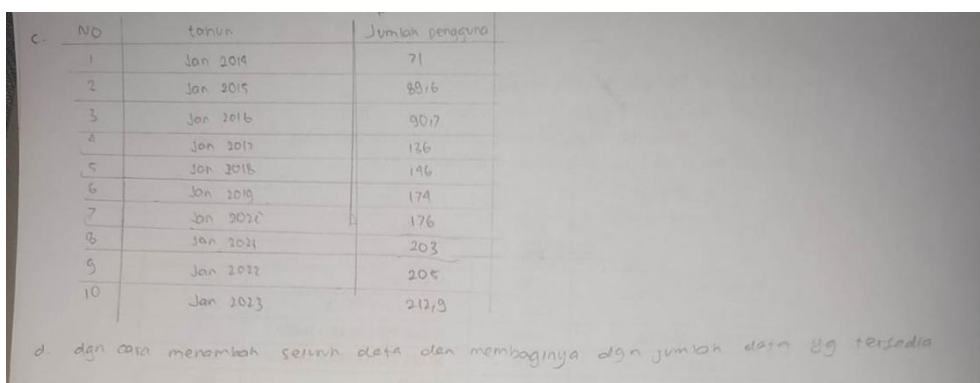 c. NO tahun Jumlah pengguna
1 Jan 2014 71
2 Jan 2015 88,6
3 Jan 2016 90,7
4 Jan 2017 136
5 Jan 2018 146
6 Jan 2019 174
7 Jan 2020 176
8 Jan 2021 203
9 Jan 2022 205
10 Jan 2023 212,9
d. dgn cara menambah seluruh data dan membaginya dgn jumlah data yg tersedia